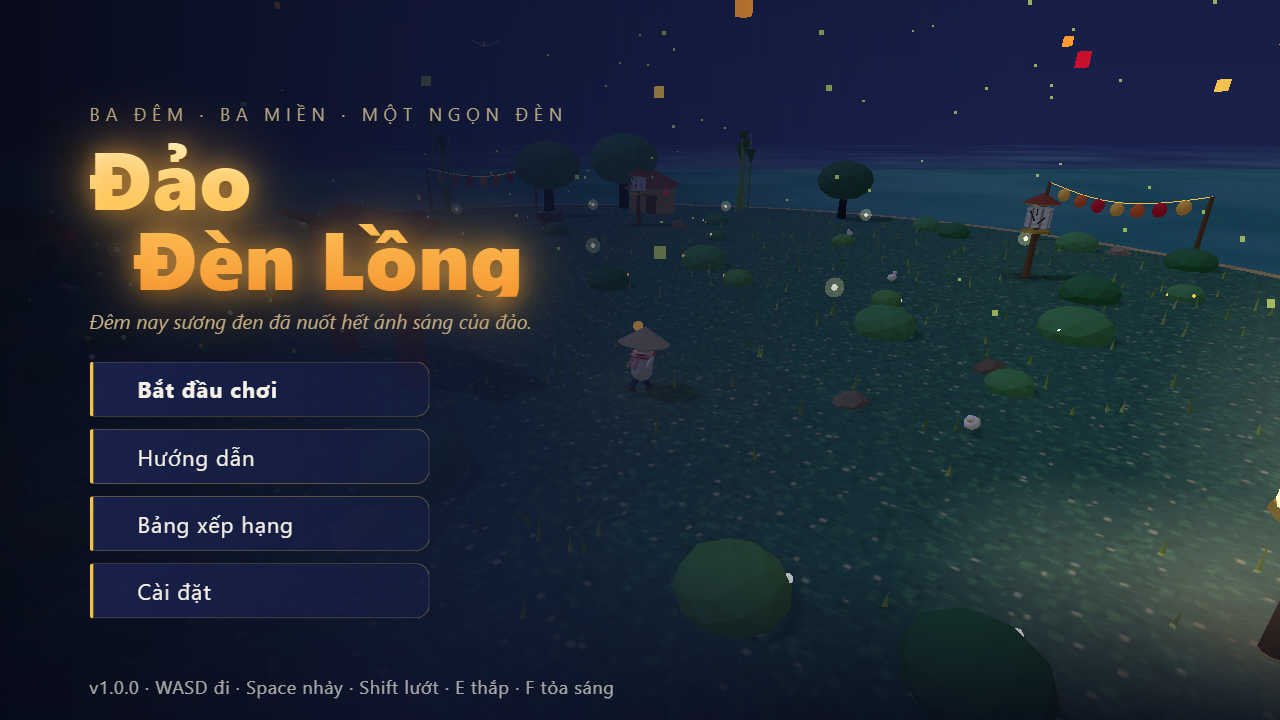 BA ĐÊM · BA MIỀN · MỘT NGỌN ĐÈN
Đảo
Đèn Lồng
Đêm nay sương đen đã nuốt hết ánh sáng của đảo.
Bắt đầu chơi
Hướng dẫn
Bảng xếp hạng
Cài đặt
v1.0.0 · WASD đi · Space nhảy · Shift lướt · E thắp · F tỏa sáng